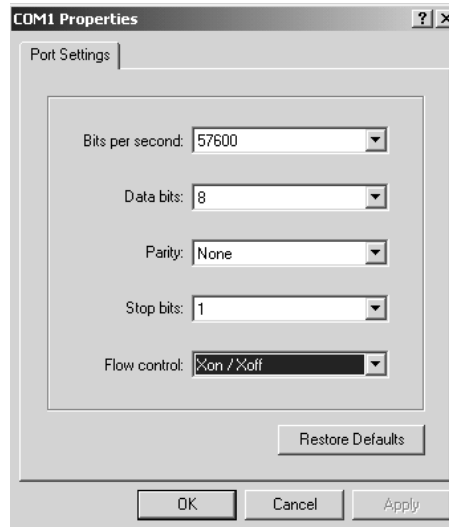 COM1 Properties
Port Settings
Bits per second: 57600
Data bits: 8
Parity: None
Stop bits: 1
Flow control: Xon / Xoff
Restore Defaults
OK Cancel Apply